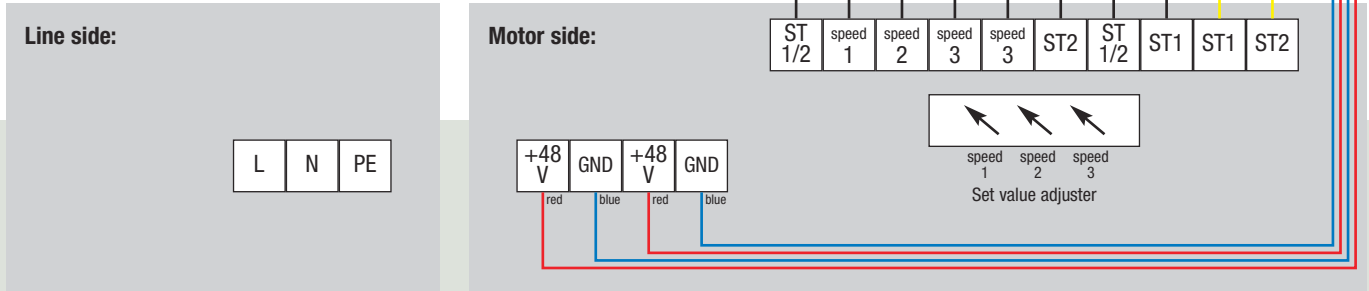 Line side:
L N PE
Motor side:
ST 1/2 speed 1 speed 2 speed 3 speed 3 ST2 ST 1/2 ST1 ST1 ST2
speed 1 speed 2 speed 3
Set value adjuster
+48 V GND +48 V GND
red blue red blue